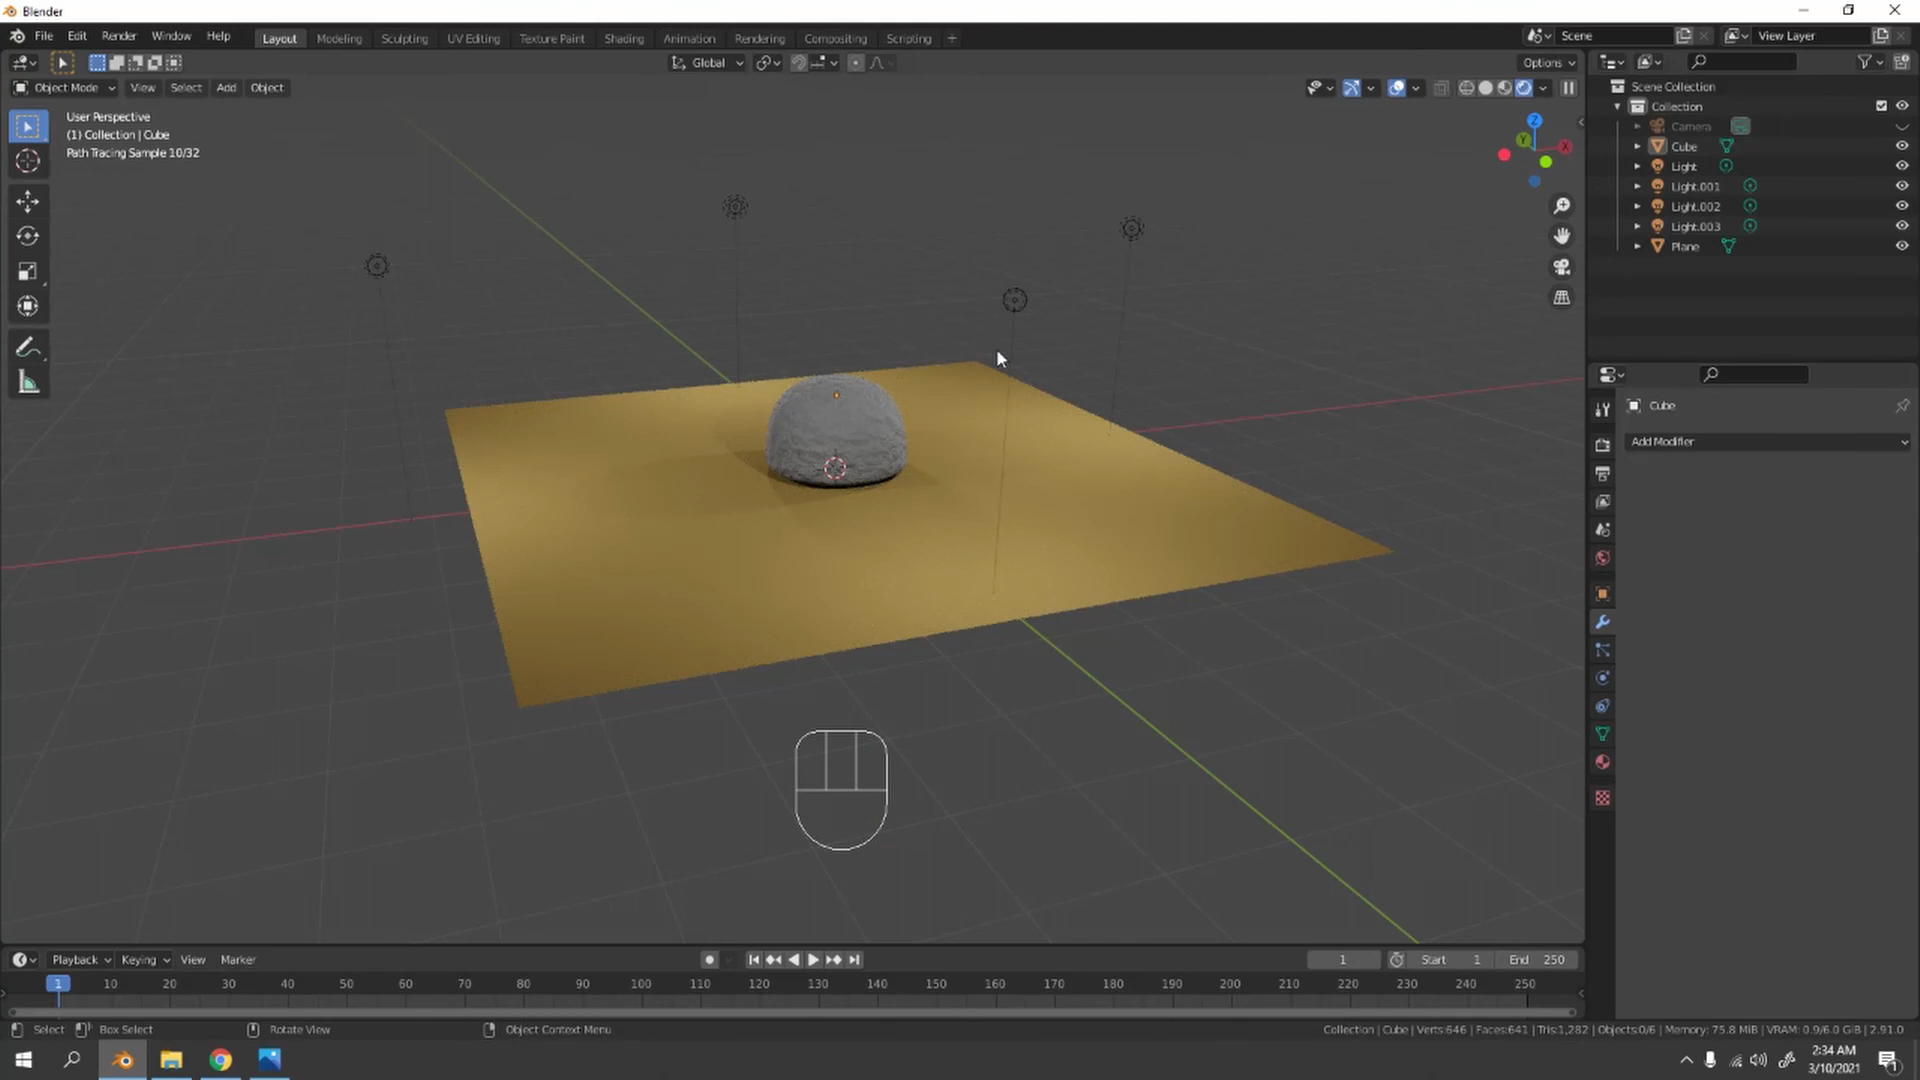 Blender
File Edit Render Window Help Layout Modeling Sculpting UV Editing Texture Paint Shading Animation Rendering Compositing Scripting + Scene View Layer
Global Options
Object Mode View Select Add Object
User Perspective
(1) Collection | Cube
Path Tracing Sample 10/32
Z
Y
X
Scene Collection
Collection
Camera
Cube
Light
Light.001
Light.002
Light.003
Plane
Cube
Add Modifier
Playback Keying View Marker 1 Start 1 End 250
1 10 20 30 40 50 60 70 80 90 100 110 120 130 140 150 160 170 180 190 200 210 220 230 240 250
Select Box Select Rotate View Object Context Menu Collection | Cube | Verts:646 | Faces:641 | Tris:1,282 | Objects:0/6 | Memory: 75.8 MiB | VRAM: 0.9/6.0 GiB | 2.91.0
2:34 AM
3/10/2021
1